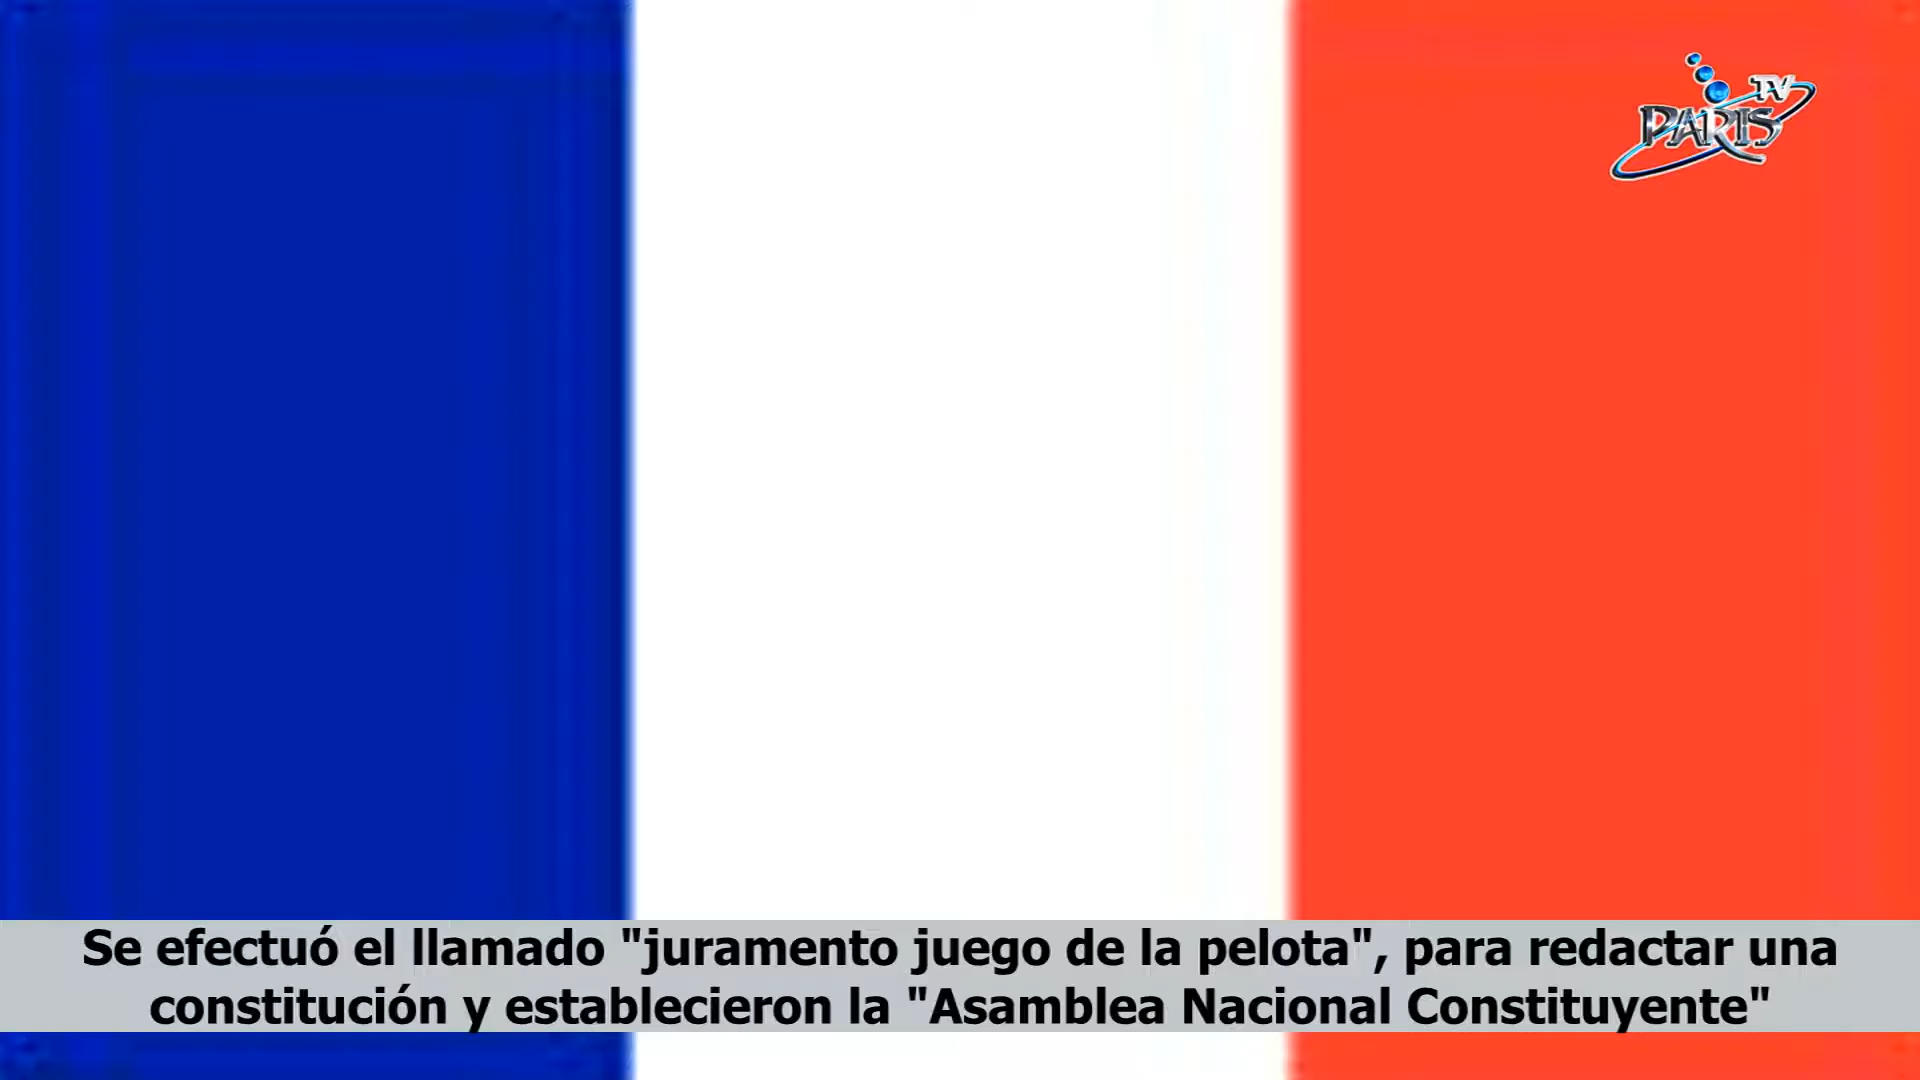 TV
PARIS
Se efectuó el llamado "juramento juego de la pelota", para redactar una
constitución y establecieron la "Asamblea Nacional Constituyente"